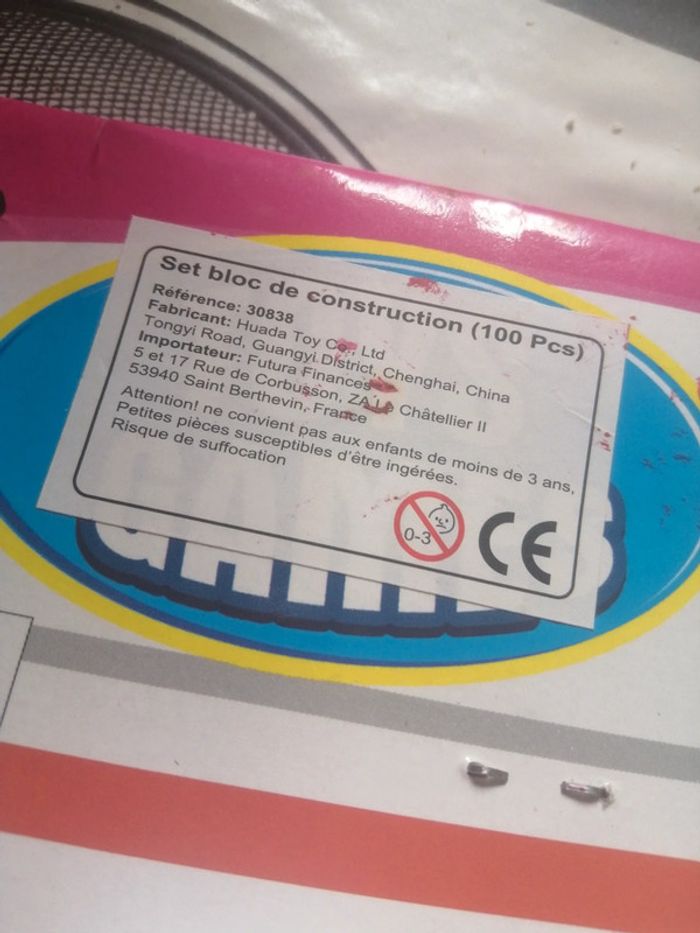 Set bloc de construction (100 Pcs)
Référence: 30838
Fabricant: Huada Toy Co., Ltd
Tongyi Road, Guangyi District, Chenghai, China
Importateur: Futura Finances
5 et 17 Rue de Corbusson, ZA Le Châtellier II
53940 Saint Berthevin, France
Attention! ne convient pas aux enfants de moins de 3 ans,
Petites pièces susceptibles d'être ingérées.
Risque de suffocation
0-3 CE